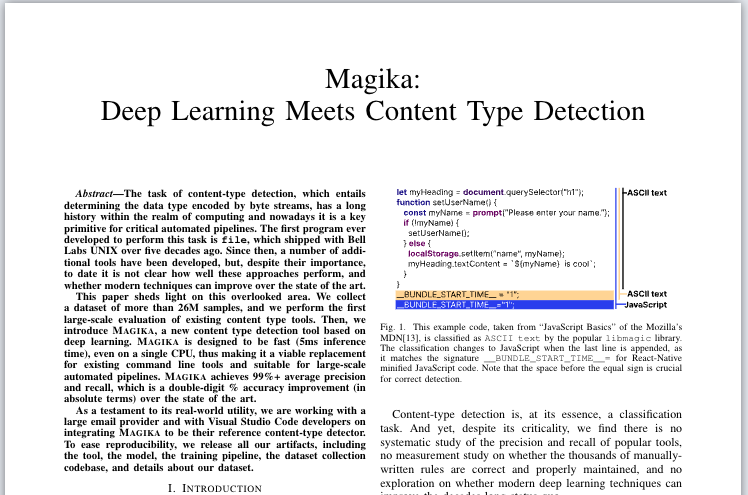 Magika:
Deep Learning Meets Content Type Detection
Abstract—The task of content-type detection, which entails
determining the data type encoded by byte streams, has a long
history within the realm of computing and nowadays it is a key
primitive for critical automated pipelines. The first program ever
developed to perform this task is file, which shipped with Bell
Labs UNIX over five decades ago. Since then, a number of addi-
tional tools have been developed, but, despite their importance,
to date it is not clear how well these approaches perform, and
whether modern techniques can improve over the state of the art.
This paper sheds light on this overlooked area. We collect
a dataset of more than 26M samples, and we perform the first
large-scale evaluation of existing content type tools. Then, we
introduce MAGIKA, a new content type detection tool based on
deep learning. MAGIKA is designed to be fast (5ms inference
time), even on a single CPU, thus making it a viable replacement
for existing command line tools and suitable for large-scale
automated pipelines. MAGIKA achieves 99%+ average precision
and recall, which is a double-digit % accuracy improvement (in
absolute terms) over the state of the art.
As a testament to its real-world utility, we are working with a
large email provider and with Visual Studio Code developers on
integrating MAGIKA to be their reference content-type detector.
To ease reproducibility, we release all our artifacts, including
the tool, the model, the training pipeline, the dataset collection
codebase, and details about our dataset.
I. INTRODUCTION
let myHeading = document.querySelector("h1");
function setUserName() {
const myName = prompt("Please enter your name.");
if (!myName) {
setUserName();
} else {
localStorage.setItem("name", myName);
myHeading.textContent = `${myName} is cool`;
}
}
__BUNDLE_START_TIME__ = "1";
__BUNDLE_START_TIME__="1";
ASCII text
ASCII text
JavaScript
Fig. 1. This example code, taken from “JavaScript Basics” of the Mozilla’s
MDN[13], is classified as ASCII text by the popular libmagic library.
The classification changes to JavaScript when the last line is appended, as
it matches the signature __BUNDLE_START_TIME__= for React-Native
minified JavaScript code. Note that the space before the equal sign is crucial
for correct detection.
Content-type detection is, at its essence, a classification
task. And yet, despite its criticality, we find there is no
systematic study of the precision and recall of popular tools,
no measurement study on whether the thousands of manually-
written rules are correct and properly maintained, and no
exploration on whether modern deep learning techniques can